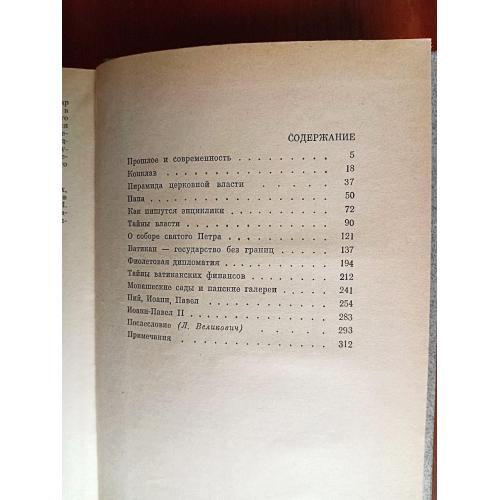 СОДЕРЖАНИЕ
Прошлое и современность . . . . . . . . . 5
Конклав . . . . . . . . . . . . . . . 18
Пирамида церковной власти . . . . . . . . 37
Папа . . . . . . . . . . . . . . . . 50
Как пишутся энциклики . . . . . . . . . 72
Тайны власти . . . . . . . . . . . . . 90
О соборе святого Петра . . . . . . . . . 121
Ватикан — государство без границ . . . . . 137
Фиолетовая дипломатия . . . . . . . . . 194
Тайны ватиканских финансов . . . . . . . 212
Монашеские сады и папские галереи . . . . 241
Пий, Иоанн, Павел . . . . . . . . . . . 254
Иоанн-Павел II . . . . . . . . . . . . 283
Послесловие (Л. Великович) . . . . . . . 293
Примечания . . . . . . . . . . . . . . 312